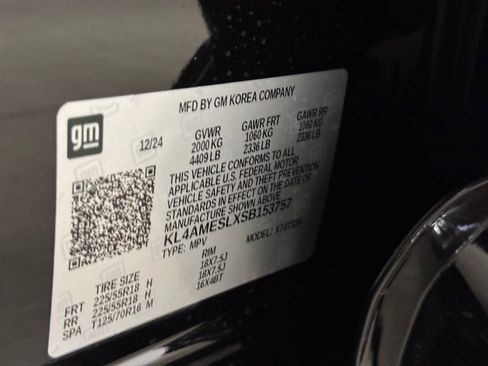 MFD BY GM KOREA COMPANY
gm
12/24
GVWR GAWR FRT GAWR RR
2000 KG 1060 KG 1060 KG
4409 LB 2336 LB 2336 LB
THIS VEHICLE CONFORMS TO ALL
APPLICABLE U.S. FEDERAL MOTOR
VEHICLE SAFETY AND THEFT PREVENTION
STANDARDS IN EFFECT ON THE DATE OF
MANUFACTURE SHOWN ABOVE.
KL4AMESLXSB153757
TYPE: MPV MODEL:
TIRE SIZE RIM
FRT 225/55R18 H 18X7.5J
RR 225/55R18 H 18X7.5J
SPA T125/70R16 M 16X4BT